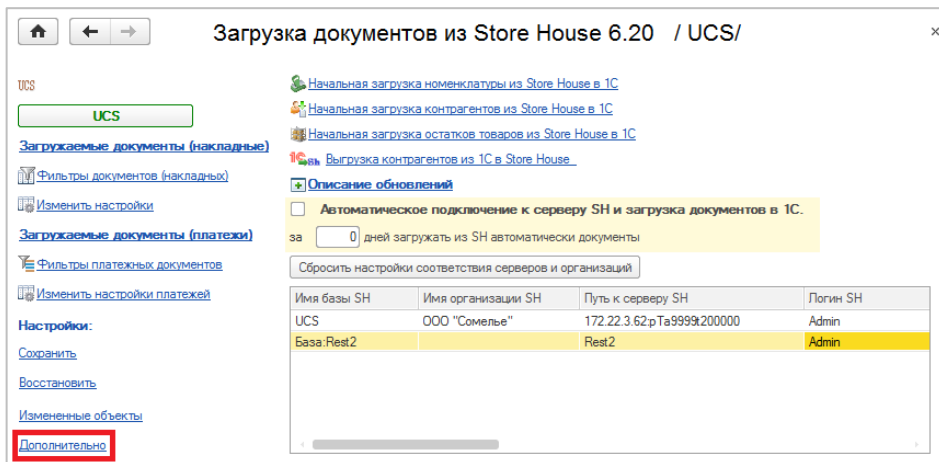 Загрузка документов из Store House 6.20 / UCS/
UCS
UCS
Загружаемые документы (накладные)
Фильтры документов (накладных)
Изменить настройки
Загружаемые документы (платежи)
Фильтры платежных документов
Изменить настройки платежей
Настройки:
Сохранить
Восстановить
Измененные объекты
Дополнительно
Начальная загрузка номенклатуры из Store House в 1С
Начальная загрузка контрагентов из Store House в 1С
Начальная загрузка остатков товаров из Store House в 1С
1С SH Выгрузка контрагентов из 1С в Store House
Описание обновлений
Автоматическое подключение к серверу SH и загрузка документов в 1С.
за 0 дней загружать из SH автоматически документы
Сбросить настройки соответствия серверов и организаций
Имя базы SH Имя организации SH Путь к серверу SH Логин SH
UCS ООО "Сомелье" 172.22.3.62:pTa9999t200000 Admin
База:Rest2 Rest2 Admin